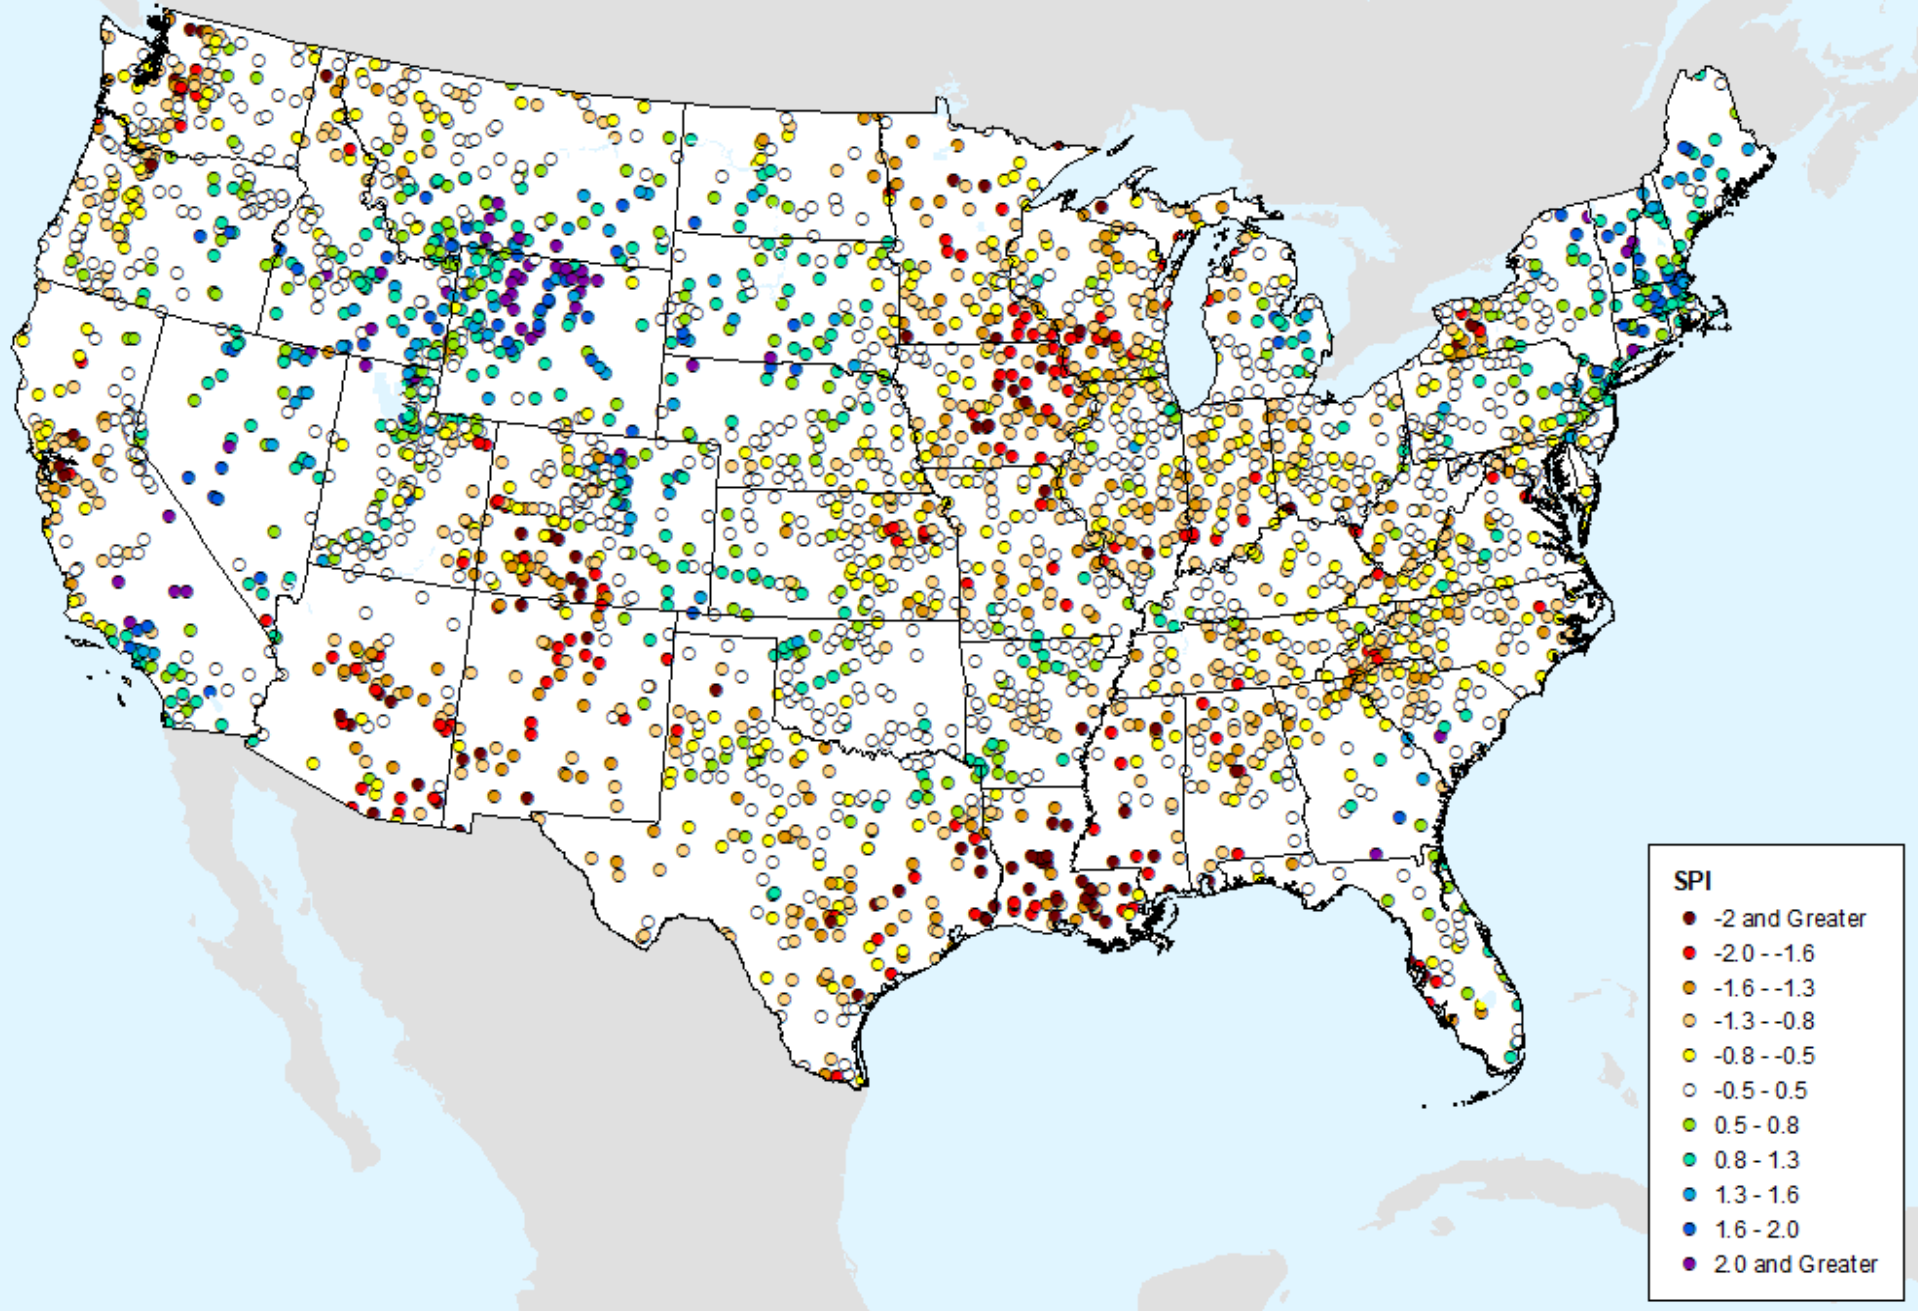 SPI
-2 and Greater
-2.0 - -1.6
-1.6 - -1.3
-1.3 - -0.8
-0.8 - -0.5
-0.5 - 0.5
0.5 - 0.8
0.8 - 1.3
1.3 - 1.6
1.6 - 2.0
2.0 and Greater